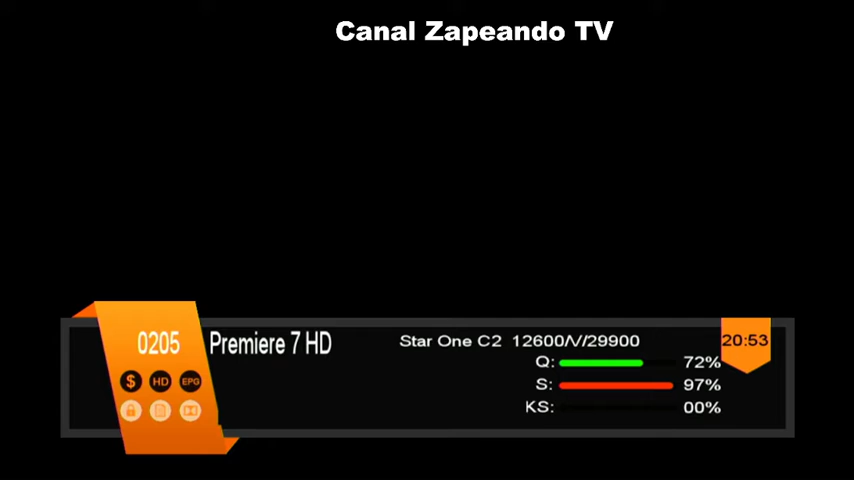 Canal Zapeando TV
0205
Premiere 7 HD
Star One C2 12600/V//29900
20:53
Q: 72%
S: 97%
KS: 00%
$ HD EPG